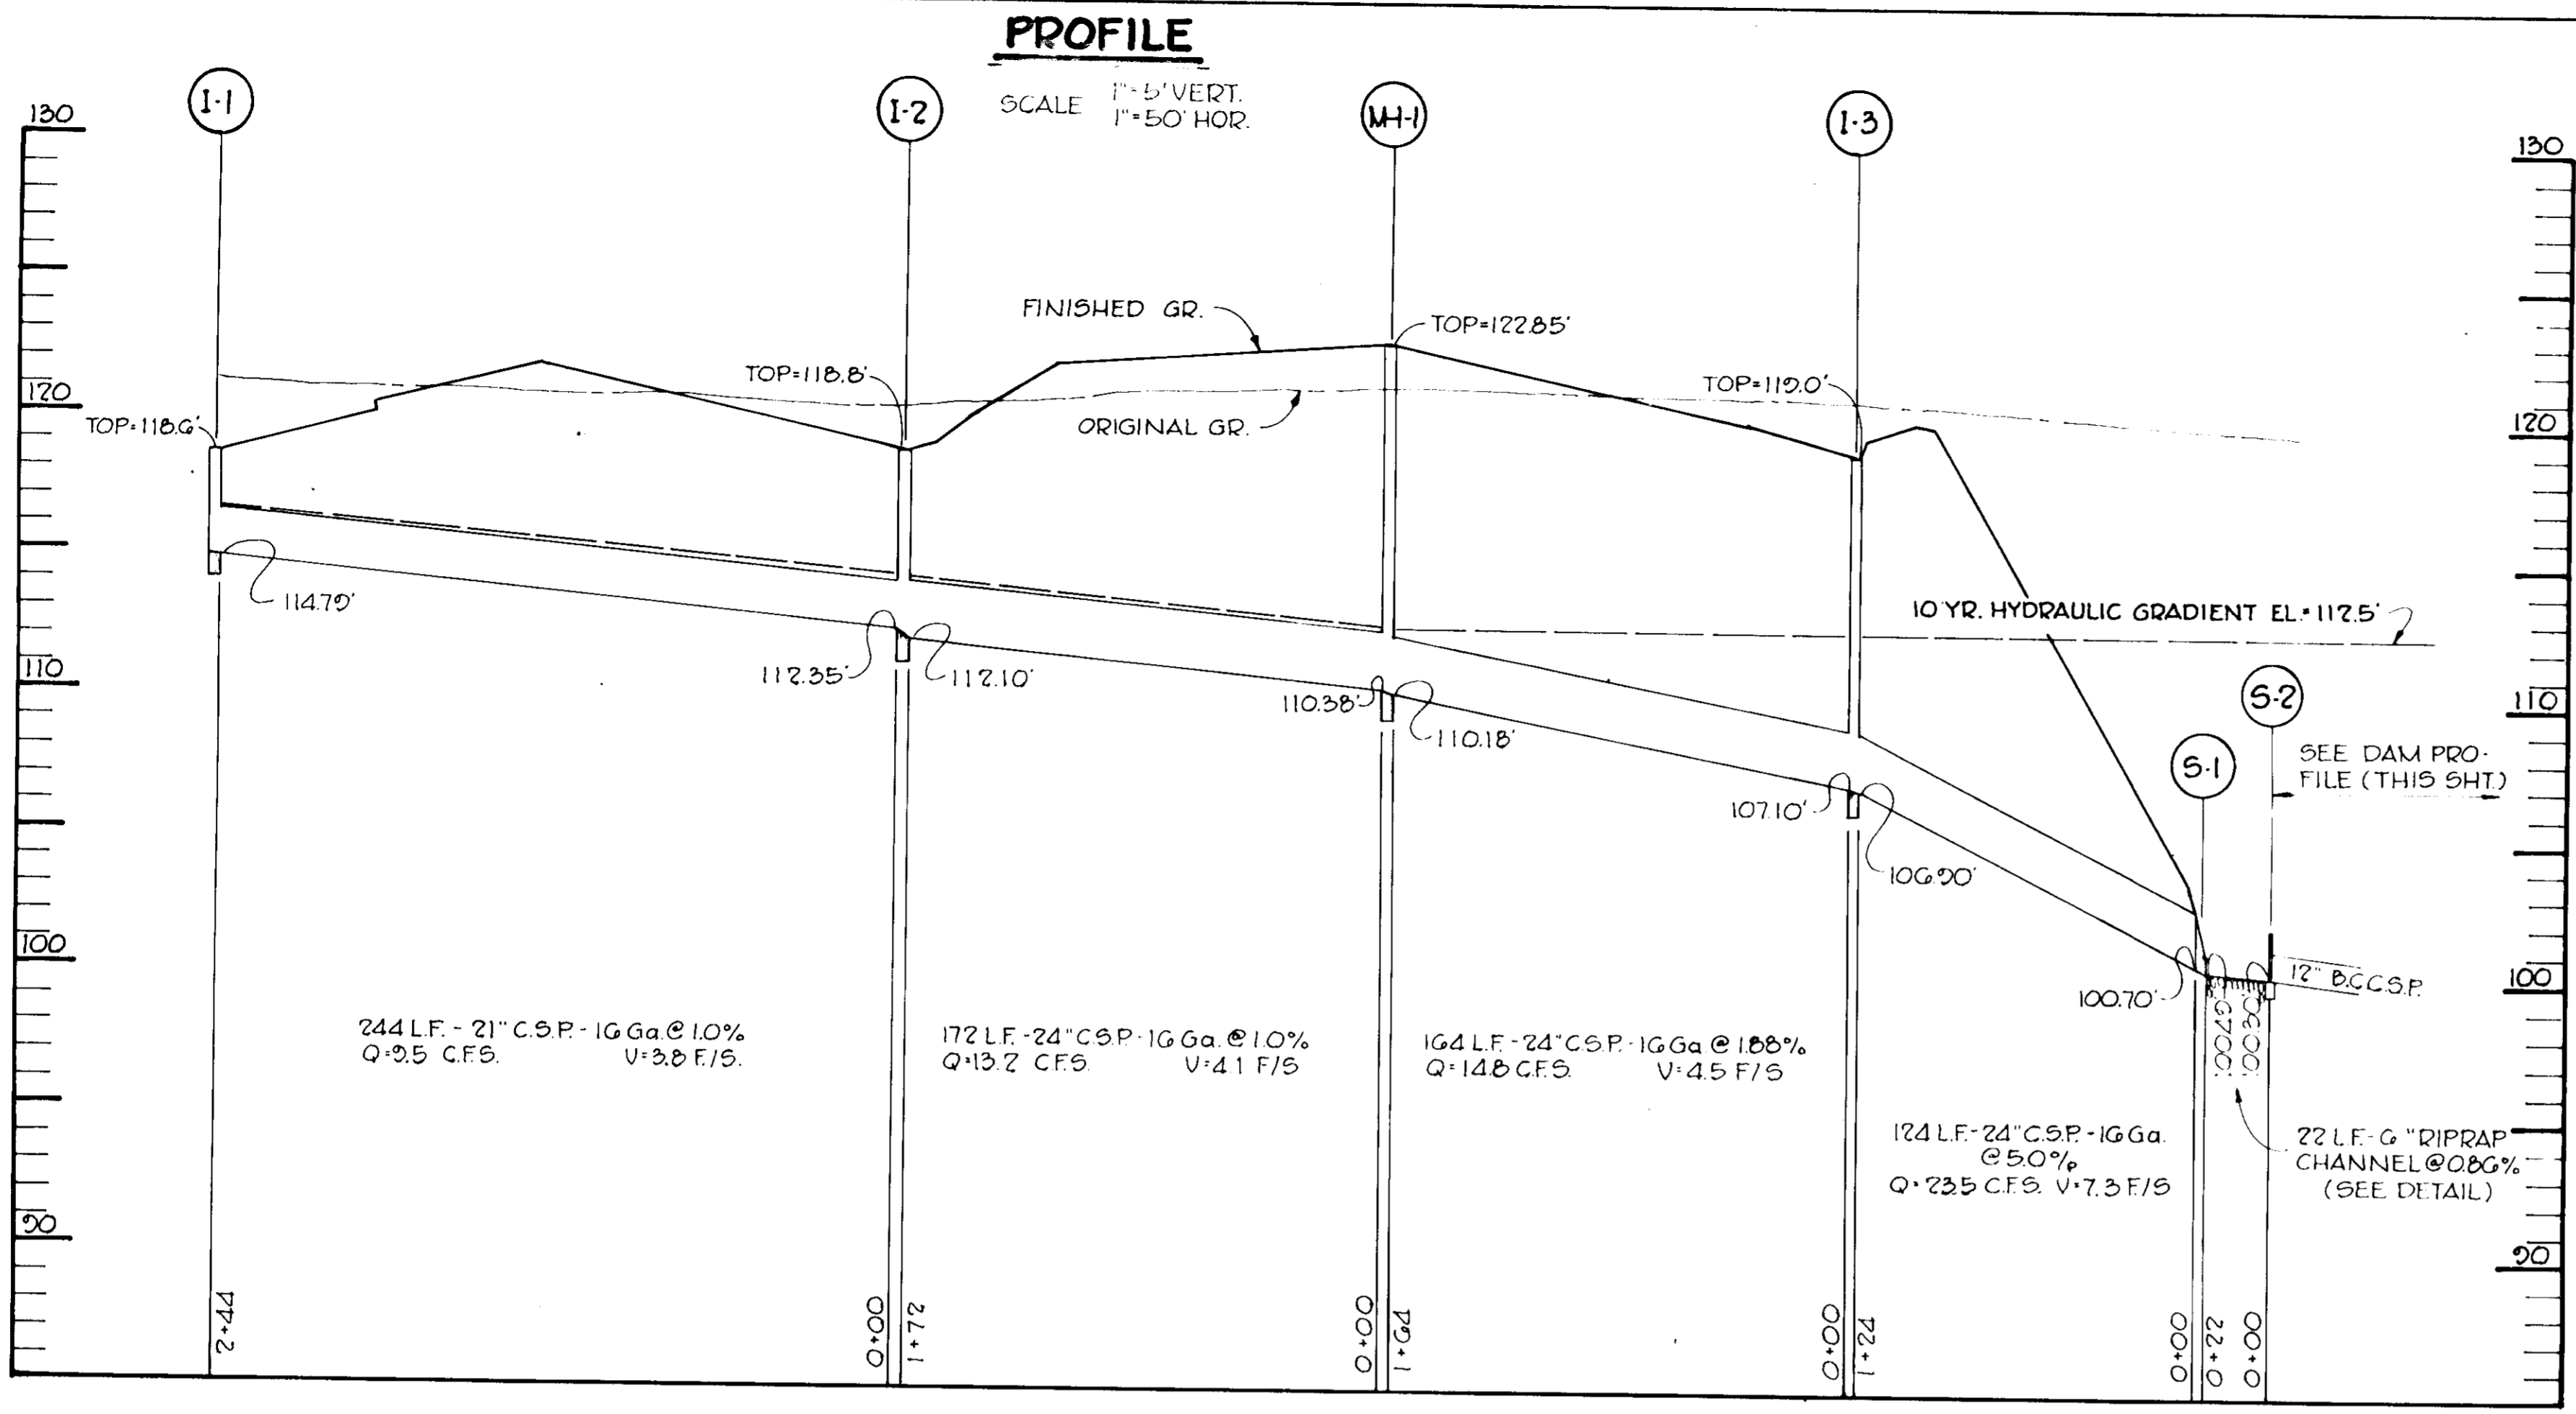 PROFILE
SCALE 1"=5' VERT.
1"=50' HOR.
I-1
I-2
MH-1
I-3
130
130
FINISHED GR.
TOP=122.85'
TOP=118.8'
TOP=119.0'
120
TOP=118.6'
ORIGINAL GR.
120
114.79'
10 YR. HYDRAULIC GRADIENT EL.=112.5'
112.35'
112.10'
110
110.38'
110.18'
S-2
110
S-1
SEE DAM PRO-
FILE (THIS SHT.)
107.10'
106.90'
100
100.70'
12" B.C.C.S.P.
100
100.79'
100.30'
244 L.F. - 21" C.S.P. - 16 Ga. @ 1.0%
Q=9.5 C.F.S. V=3.8 F/S.
172 L.F. - 24" C.S.P. - 16 Ga. @ 1.0%
Q=13.2 C.F.S. V=4.1 F/S
164 L.F. - 24" C.S.P. - 16 Ga @ 1.88%
Q=14.8 C.F.S. V=4.5 F/S
124 L.F. - 24" C.S.P. - 16 Ga.
@ 5.0%
Q=23.5 C.F.S. V=7.3 F/S
22 L.F. - 6" RIPRAP
CHANNEL @ 0.86%
(SEE DETAIL)
90
90
2+44
0+00
1+72
0+00
1+64
0+00
1+24
0+00
0+22
0+00